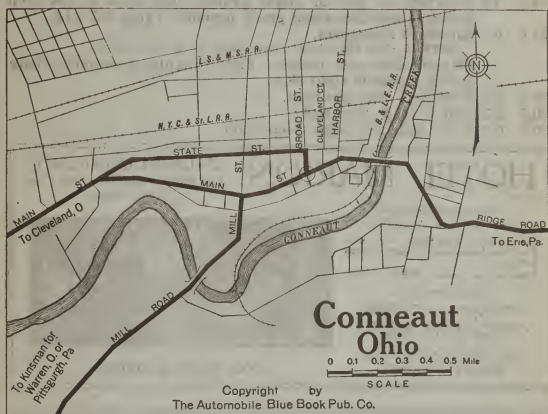 L.S.& M.S.R.R.
N.Y.C.& St.L.R.R.
B.& L.E.R.R.
CREEK
N
STATE ST.
BROAD ST.
CLEVELAND CT.
HARBOR ST.
MAIN ST
MAIN ST
MILL ST.
To Cleveland, O
CONNEAUT
RIDGE ROAD
To Erie, Pa.
MILL ROAD
To Kinsman for
Warren, O. or
Pittsgurgh, Pa
Conneaut
Ohio
0 0.1 0.2 0.3 0.4 0.5 Mile
SCALE
Copyright by
The Automobile Blue Book Pub. Co.